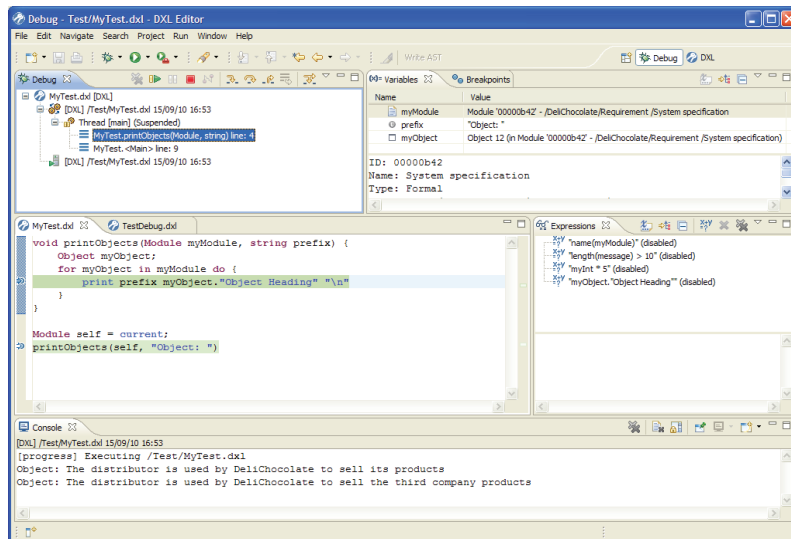 Debug - Test/MyTest.dxl - DXL Editor
File Edit Navigate Search Project Run Window Help
Write AST
Debug DXL
Debug
MyTest.dxl [DXL]
[DXL] /Test/MyTest.dxl 15/09/10 16:53
Thread [main] (Suspended)
MyTest.printObjects(Module, string) line: 4
MyTest.<Main> line: 9
[DXL] /Test/MyTest.dxl 15/09/10 16:53
(x)= Variables Breakpoints
Name Value
myModule Module '00000b42' - /DeliChocolate/Requirement /System specification
prefix "Object: "
myObject Object 12 (in Module '00000b42' - /DeliChocolate/Requirement /System specification)
ID: 00000b42
Name: System specification
Type: Formal
MyTest.dxl TestDebug.dxl
void printObjects(Module myModule, string prefix) {
Object myObject;
for myObject in myModule do {
print prefix myObject."Object Heading" "\n"
}
}
Module self = current;
printObjects(self, "Object: ")
Expressions
"name(myModule)" (disabled)
"length(message) > 10" (disabled)
"myInt * 5" (disabled)
"myObject."Object Heading"" (disabled)
Console
[DXL] /Test/MyTest.dxl 15/09/10 16:53
[progress] Executing /Test/MyTest.dxl
Object: The distributor is used by DeliChocolate to sell its products
Object: The distributor is used by DeliChocolate to sell the third company products